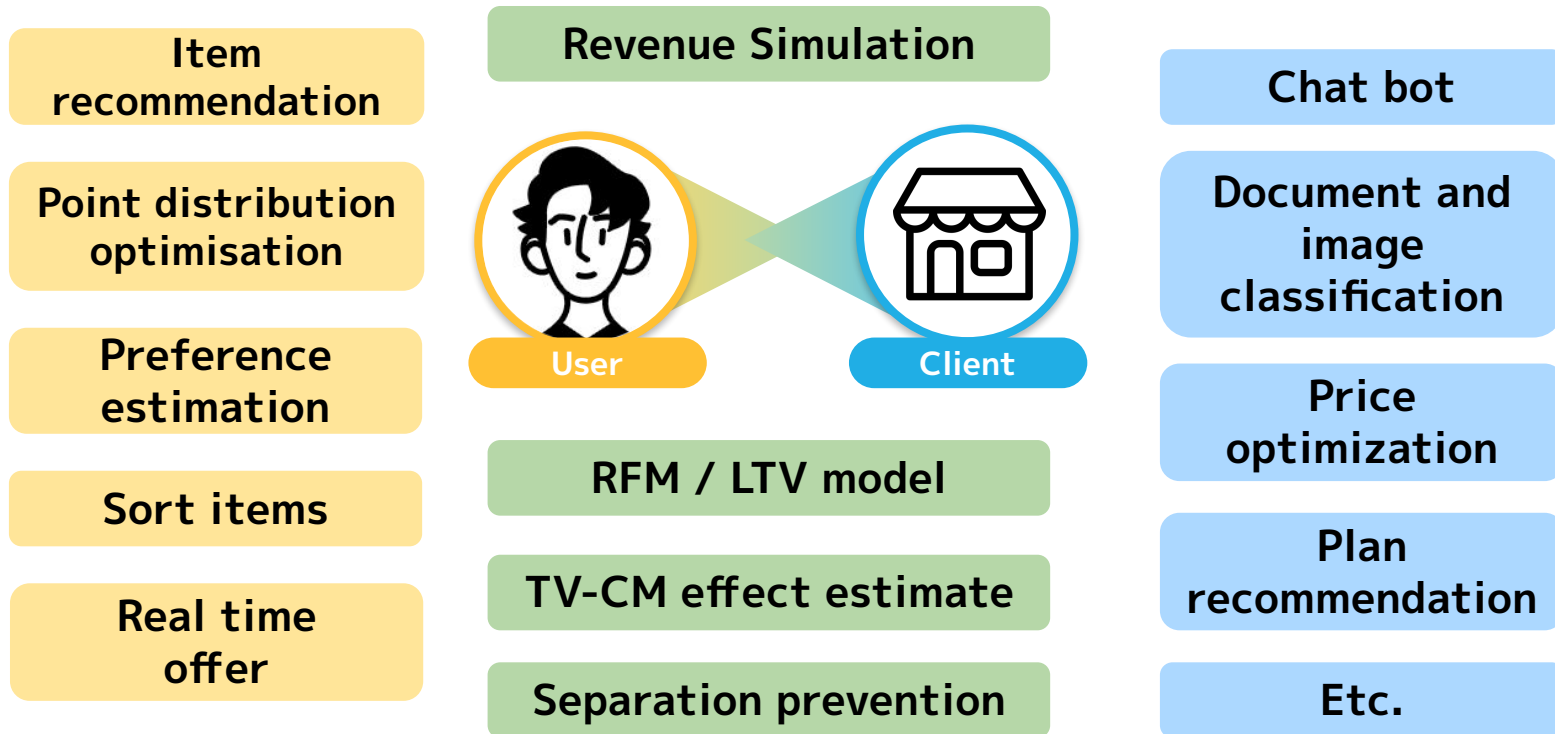 Item
recommendation
Point distribution
optimisation
Preference
estimation
Sort items
Real time
offer
Revenue Simulation
User
Client
RFM / LTV model
TV-CM effect estimate
Separation prevention
Chat bot
Document and
image
classification
Price
optimization
Plan
recommendation
Etc.